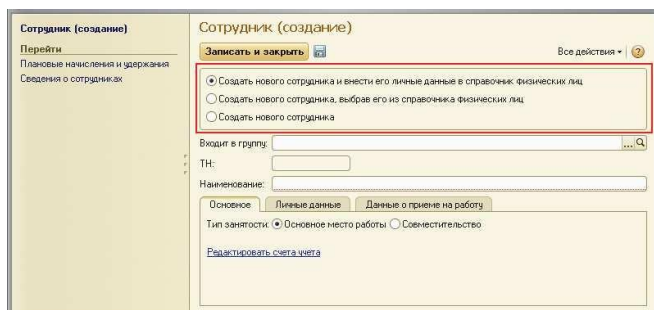 Сотрудник (создание)
Перейти
Плановые начисления и удержания
Сведения о сотрудниках
Сотрудник (создание)
Записать и закрыть
Все действия
Создать нового сотрудника и внести его личные данные в справочник физических лиц
Создать нового сотрудника, выбрав его из справочника физических лиц
Создать нового сотрудника
Входит в группу:
...
ТН:
Наименование:
Основное Личные данные Данные о приеме на работу
Тип занятости: Основное место работы Совместительство
Редактировать счета учета